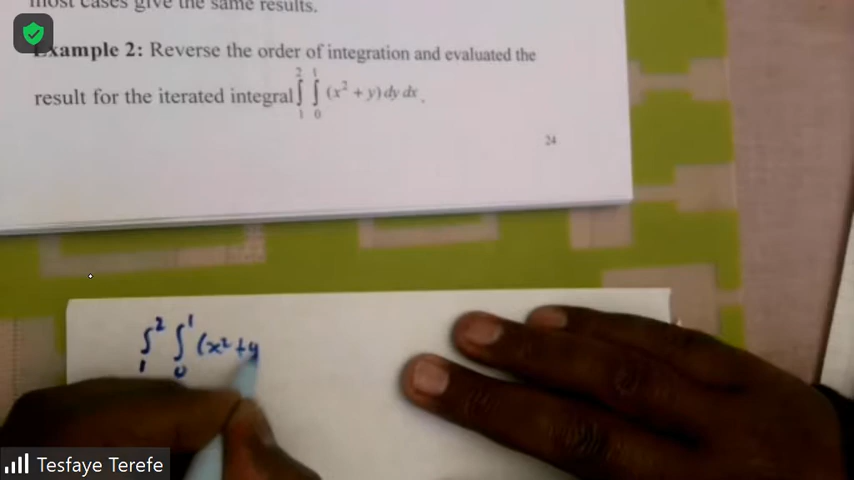 most cases give the same results.
Example 2: Reverse the order of integration and evaluated the
result for the iterated integral ∫₁² ∫₀¹ (x² + y) dy dx .
24
∫₁² ∫₀¹ (x² + y
Tesfaye Terefe